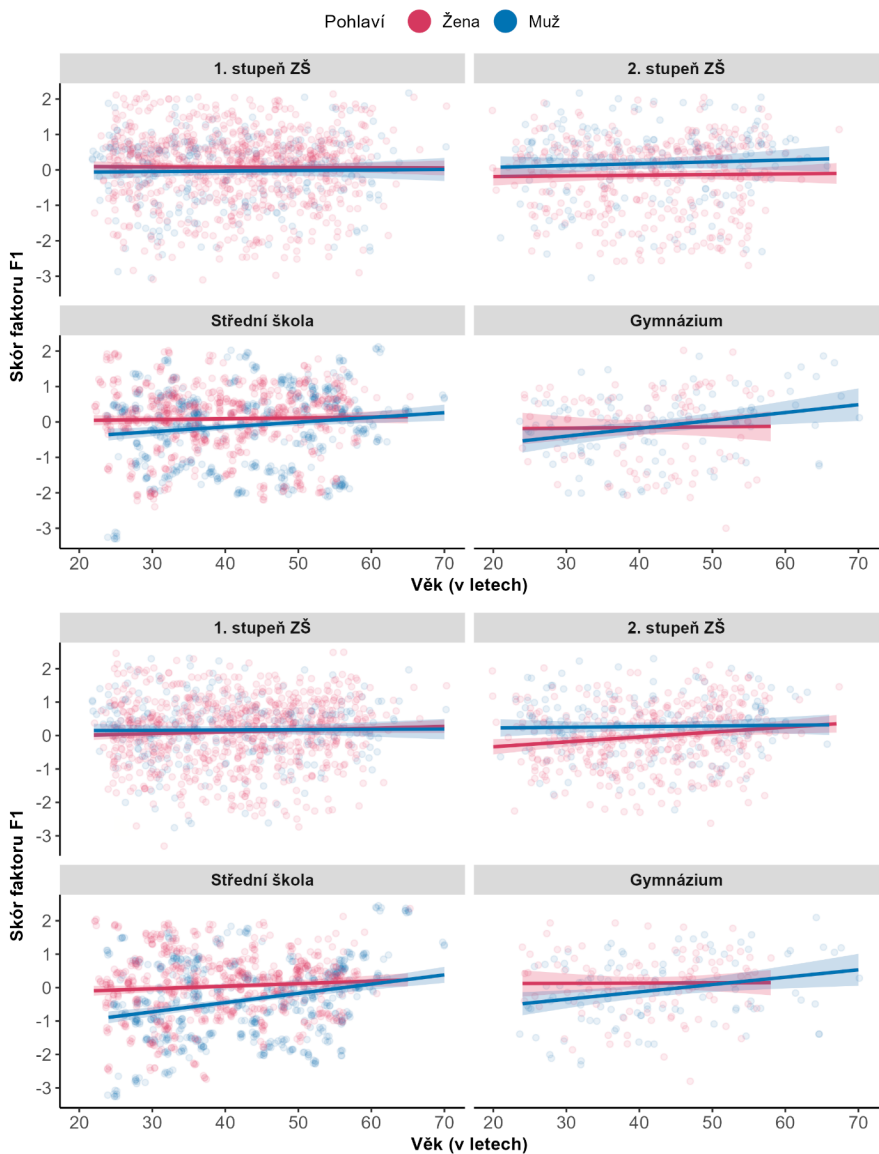 Pohlaví Žena Muž
1. stupeň ZŠ 2. stupeň ZŠ
2
1
0
-1
-2
-3
Skór faktoru F1
Střední škola Gymnázium
2
1
0
-1
-2
-3
20 30 40 50 60 70 20 30 40 50 60 70
Věk (v letech)
1. stupeň ZŠ 2. stupeň ZŠ
2
1
0
-1
-2
-3
Skór faktoru F1
Střední škola Gymnázium
2
1
0
-1
-2
-3
20 30 40 50 60 70 20 30 40 50 60 70
Věk (v letech)